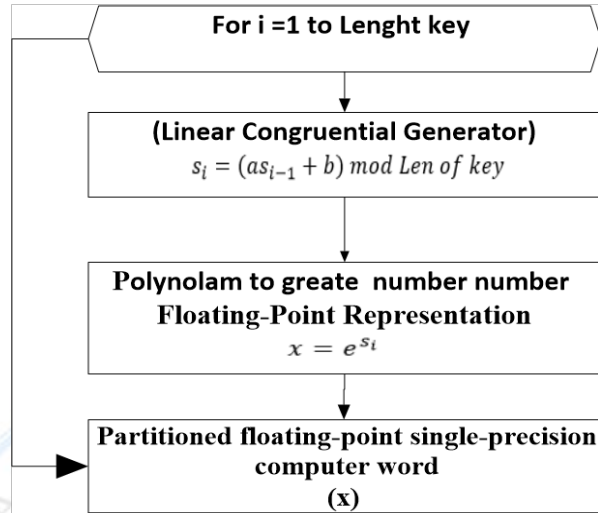 For i =1 to Lenght key
(Linear Congruential Generator)
sᵢ = (asᵢ₋₁ + b) mod Len of key
Polynolam to greate number number
Floating-Point Representation
x = e^{sᵢ}
Partitioned floating-point single-precision
computer word
(x)